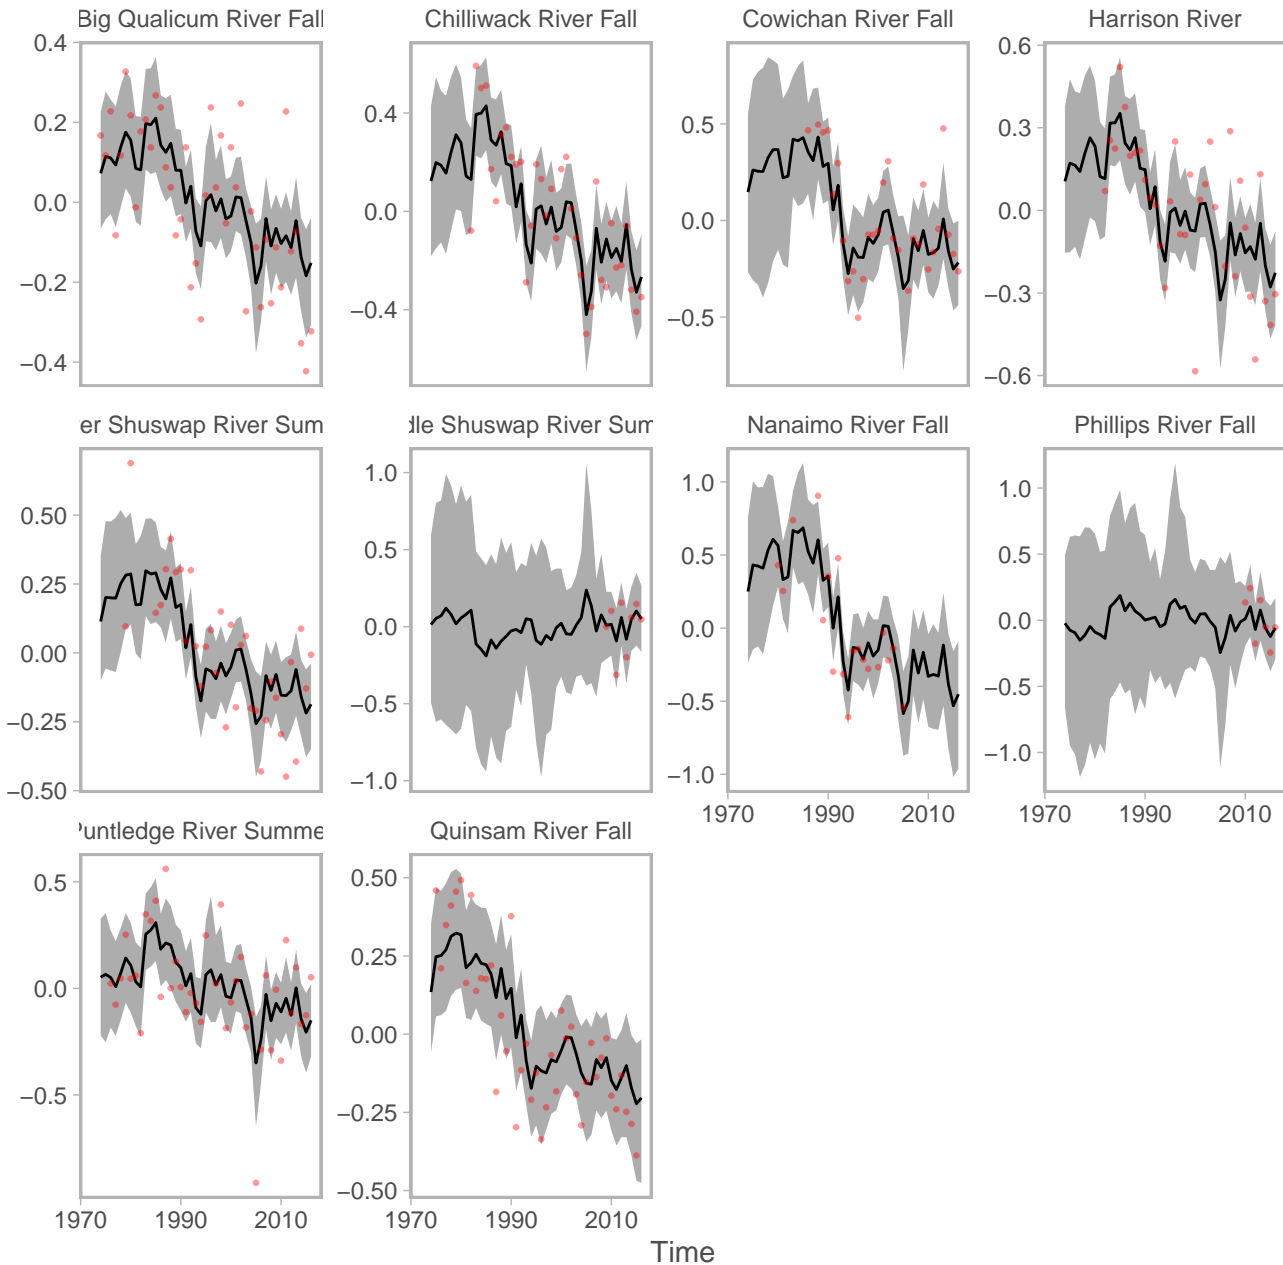 Big Qualicum River Fall
Chilliwack River Fall
Cowichan River Fall
Harrison River
0.4
0.2
0.0
−0.2
−0.4
0.4
0.0
−0.4
0.5
0.0
−0.5
0.6
0.3
0.0
−0.3
−0.6
er Shuswap River Sum
dle Shuswap River Sum
Nanaimo River Fall
Phillips River Fall
0.50
0.25
0.00
−0.25
−0.50
1.0
0.5
0.0
−0.5
−1.0
1.0
0.5
0.0
−0.5
−1.0
1.0
0.5
0.0
−0.5
−1.0
1970 1990 2010
1970 1990 2010
Puntledge River Summe
Quinsam River Fall
0.5
0.0
−0.5
0.50
0.25
0.00
−0.25
−0.50
1970 1990 2010
1970 1990 2010
Time